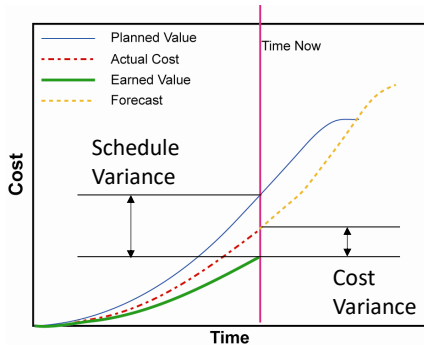 Planned Value
Actual Cost
Earned Value
Forecast
Time Now
Schedule
Variance
Cost
Cost
Variance
Time